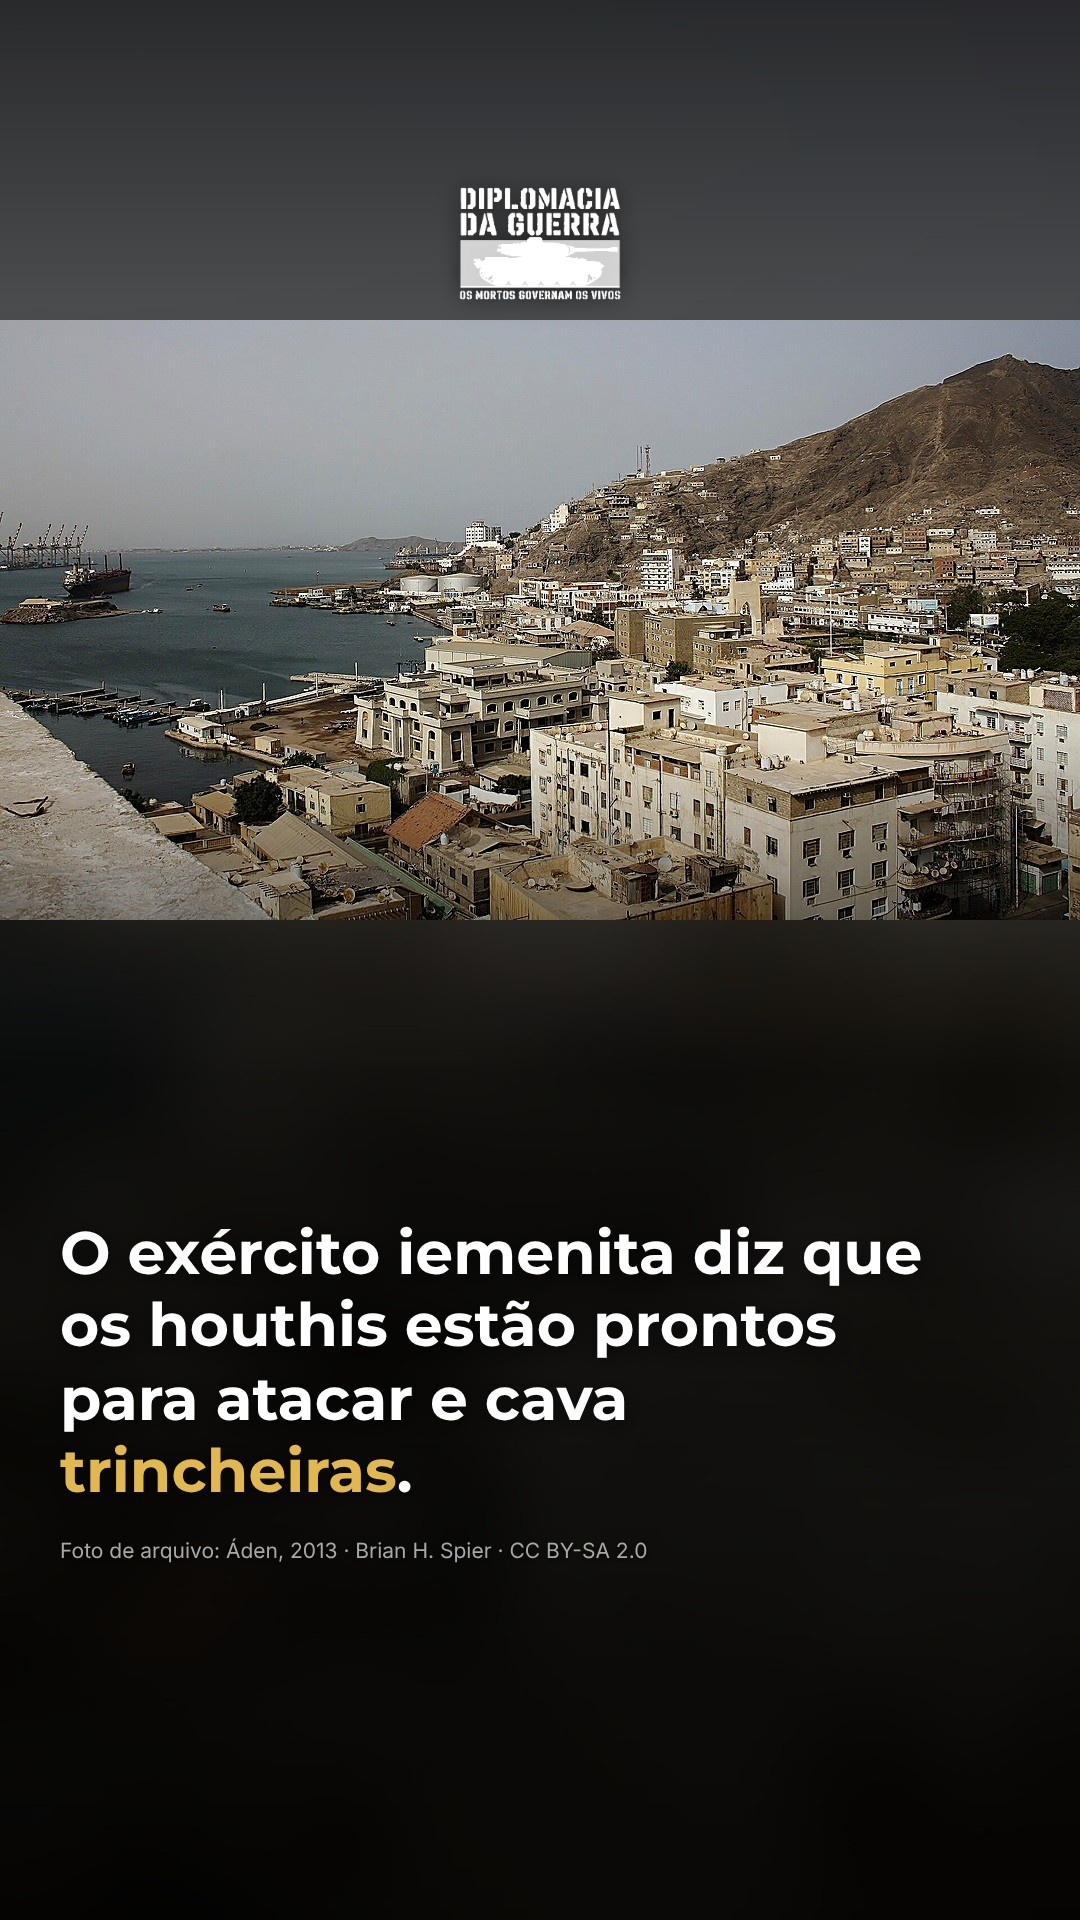 DIPLOMACIA
DA GUERRA
OS MORTOS GOVERNAM OS VIVOS
O exército iemenita diz que
os houthis estão prontos
para atacar e cava
trincheiras.
Foto de arquivo: Áden, 2013 · Brian H. Spier · CC BY-SA 2.0